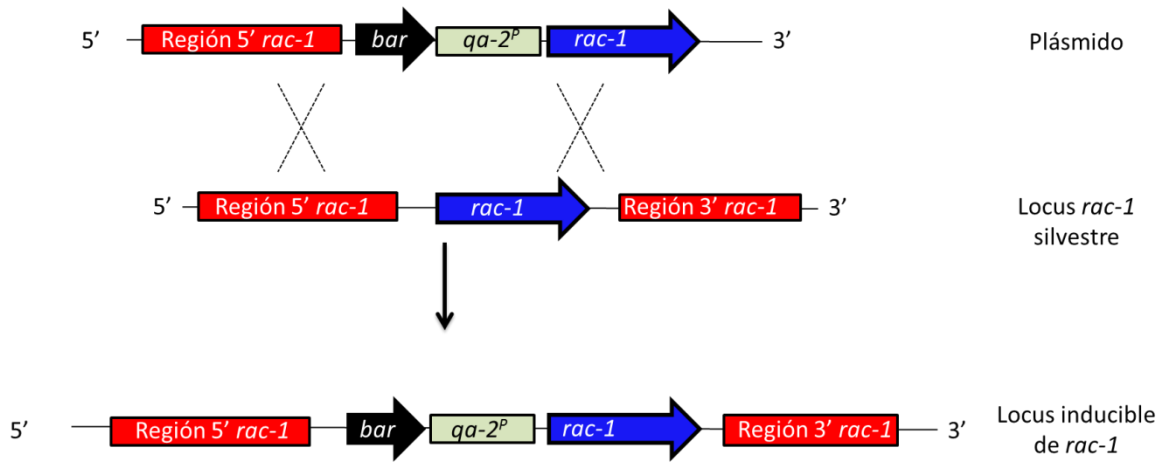 5’ Región 5’ rac-1 bar qa-2ᴾ rac-1 3’ Plásmido
5’ Región 5’ rac-1 rac-1 Región 3’ rac-1 3’ Locus rac-1
silvestre
5’ Región 5’ rac-1 bar qa-2ᴾ rac-1 Región 3’ rac-1 3’ Locus inducible
de rac-1